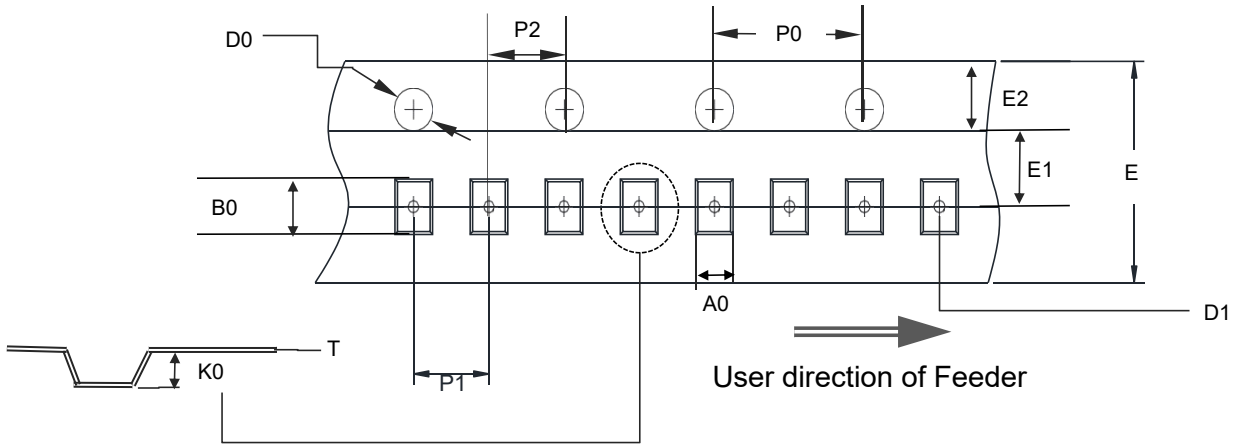 P2
P0
D0
E2
E1
E
B0
A0
D1
T
K0
P1
User direction of Feeder